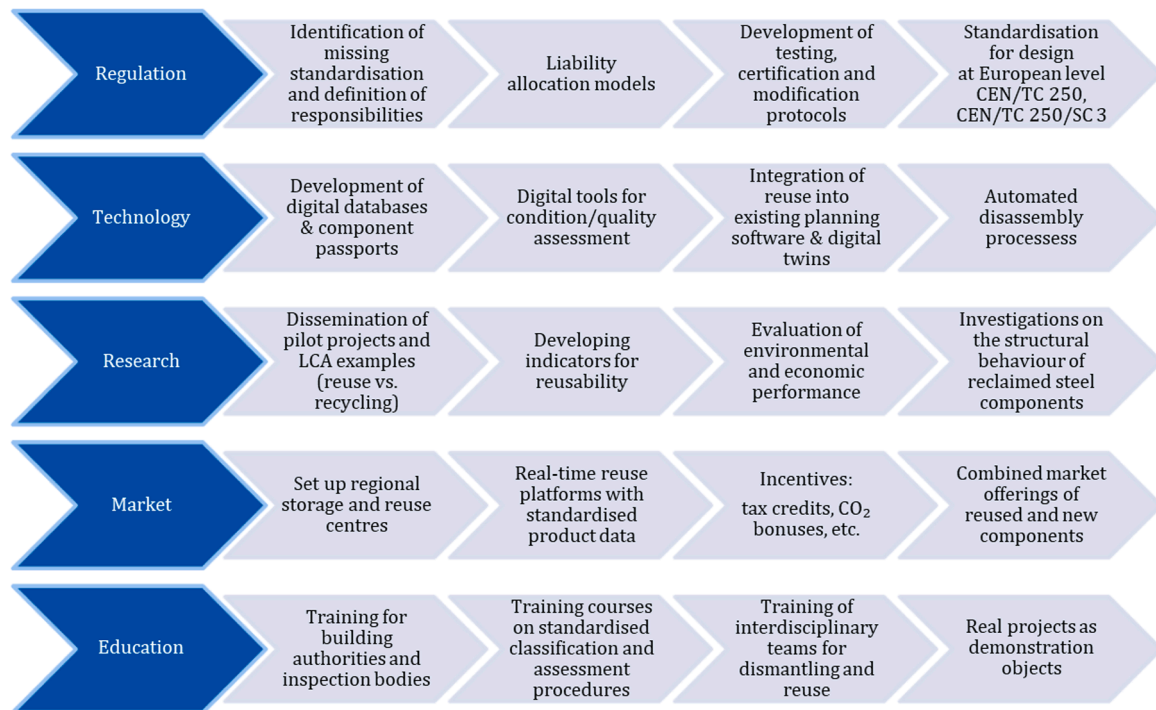 Regulation
Identification of
missing
standardisation
and definition of
responsibilities
Liability
allocation models
Development of
testing,
certification and
modification
protocols
Standardisation
for design
at European level
CEN/TC 250,
CEN/TC 250/SC 3
Technology
Development of
digital databases
& component
passports
Digital tools for
condition/quality
assessment
Integration of
reuse into
existing planning
software & digital
twins
Automated
disassembly
processess
Research
Dissemination of
pilot projects and
LCA examples
(reuse vs.
recycling)
Developing
indicators for
reusability
Evaluation of
environmental
and economic
performance
Investigations on
the structural
behaviour of
reclaimed steel
components
Market
Set up regional
storage and reuse
centres
Real-time reuse
platforms with
standardised
product data
Incentives:
tax credits, CO₂
bonuses, etc.
Combined market
offerings of
reused and new
components
Education
Training for
building
authorities and
inspection bodies
Training courses
on standardised
classification and
assessment
procedures
Training of
interdisciplinary
teams for
dismantling and
reuse
Real projects as
demonstration
objects